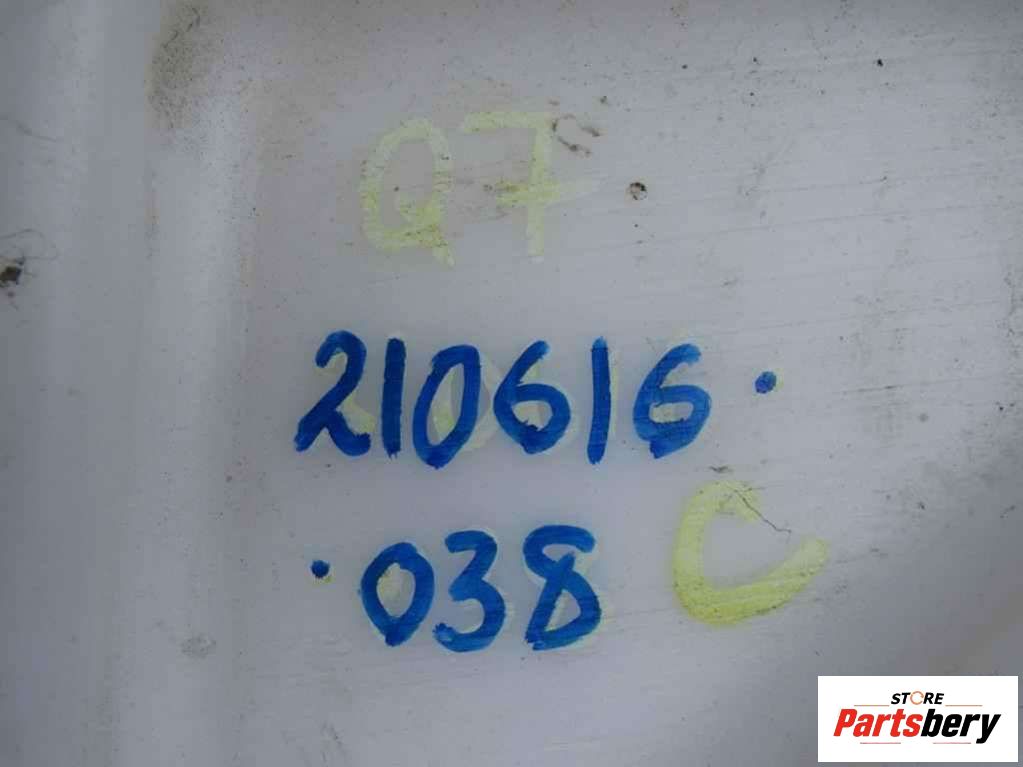 Q7
210616.
.038
C
STORE
Partsbery